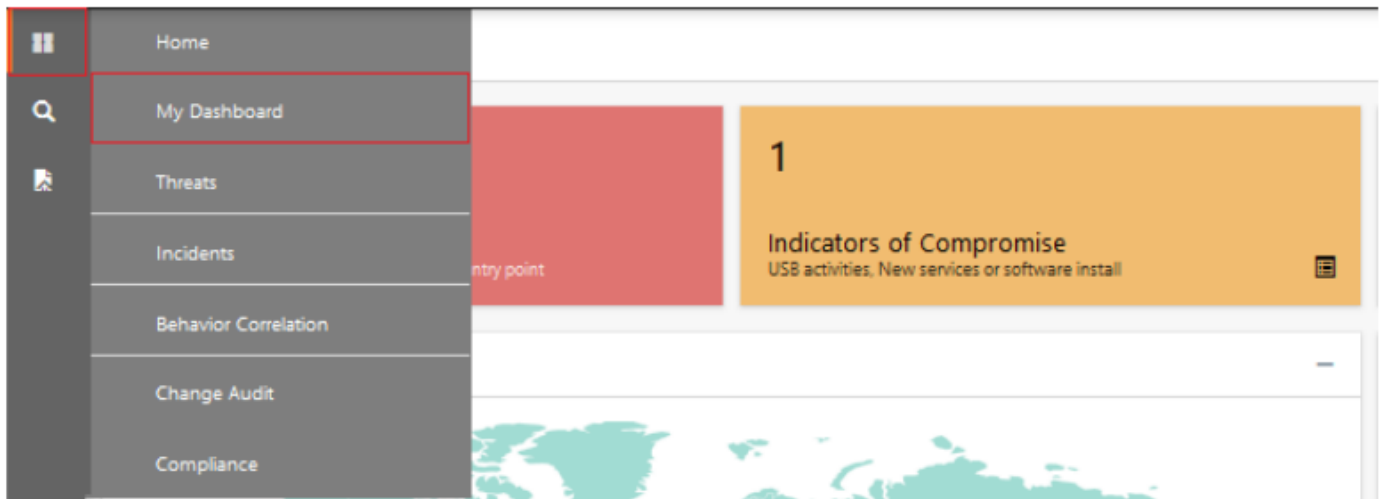 Home
My Dashboard
Threats
Incidents
Behavior Correlation
Change Audit
Compliance
ntry point
1
Indicators of Compromise
USB activities, New services or software install